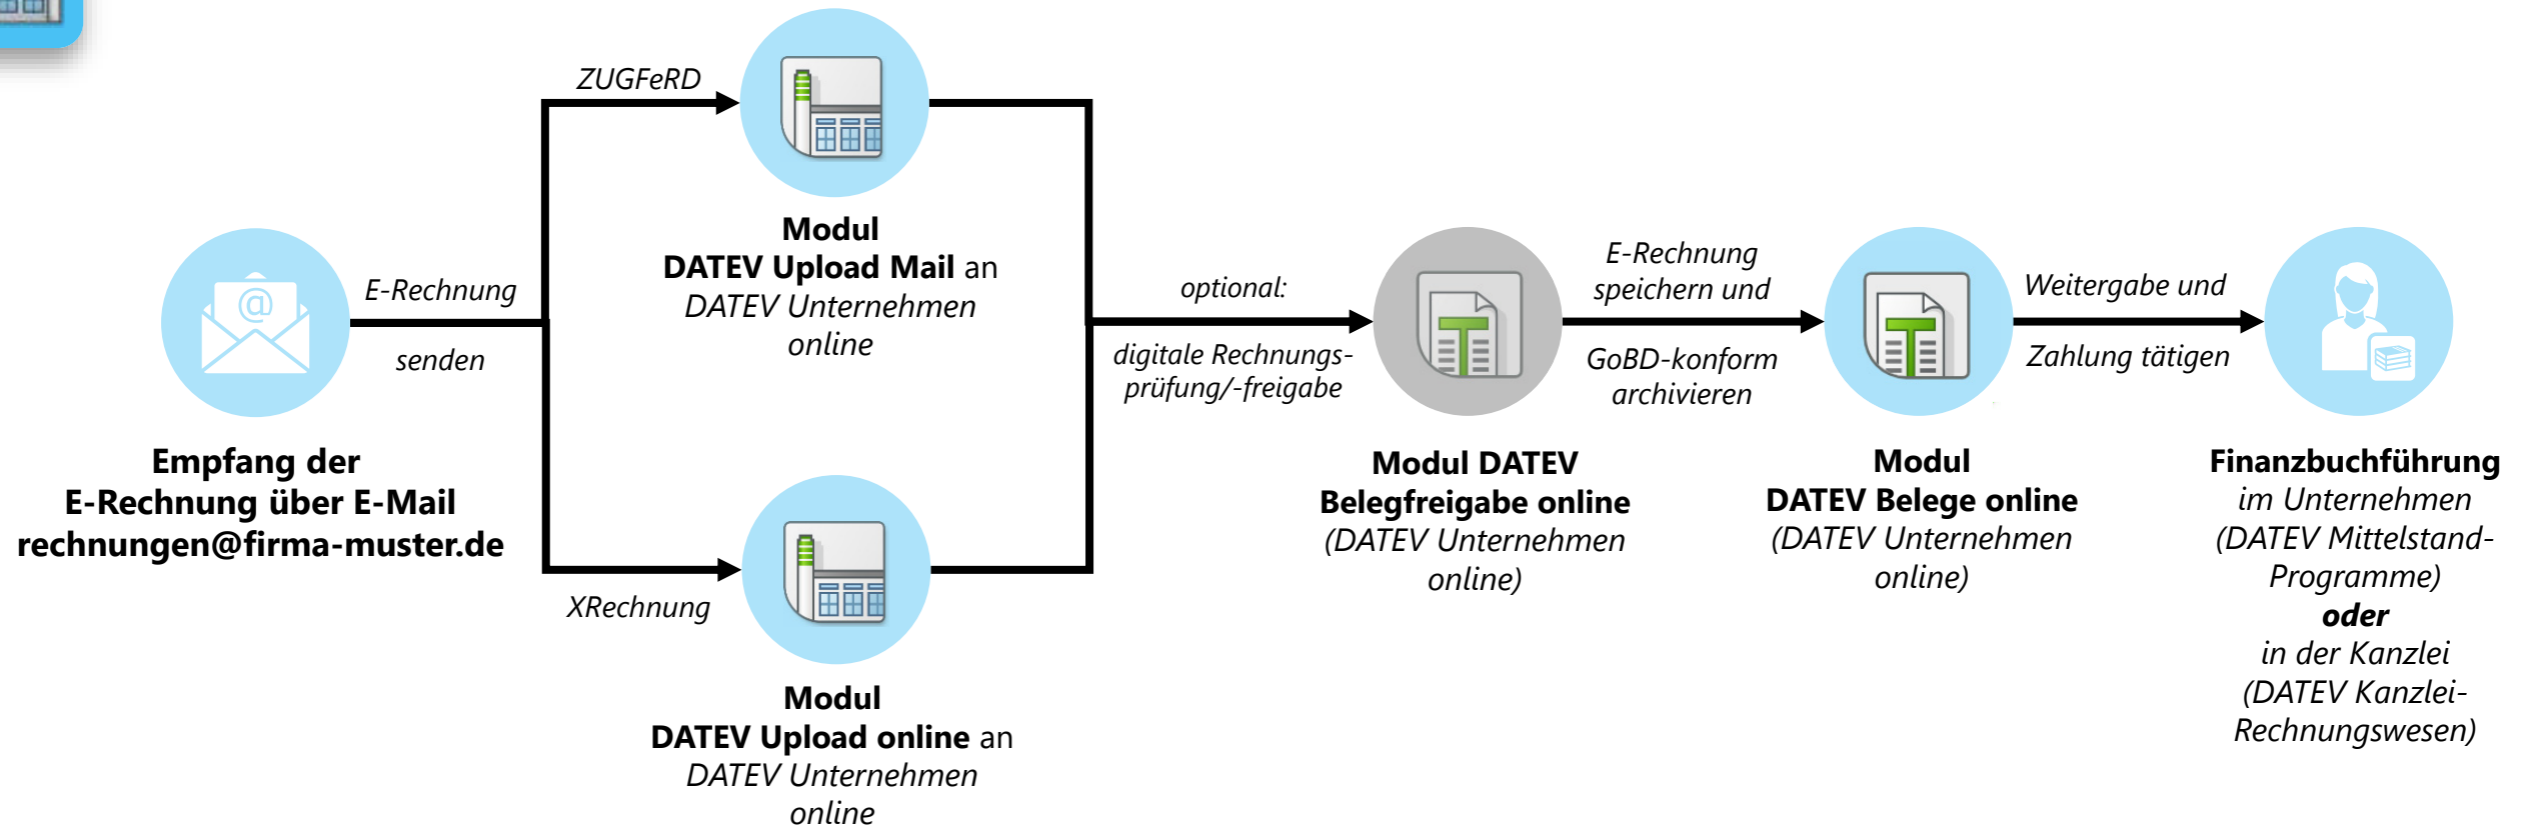 Empfang der
E-Rechnung über E-Mail
rechnungen@firma-muster.de
E-Rechnung
senden
ZUGFeRD
Modul
DATEV Upload Mail an
DATEV Unternehmen
online
XRechnung
Modul
DATEV Upload online an
DATEV Unternehmen
online
optional:
digitale Rechnungs-
prüfung/-freigabe
Modul DATEV
Belegfreigabe online
(DATEV Unternehmen
online)
E-Rechnung
speichern und
GoBD-konform
archivieren
Modul
DATEV Belege online
(DATEV Unternehmen
online)
Weitergabe und
Zahlung tätigen
Finanzbuchführung
im Unternehmen
(DATEV Mittelstand-
Programme)
oder
in der Kanzlei
(DATEV Kanzlei-
Rechnungswesen)